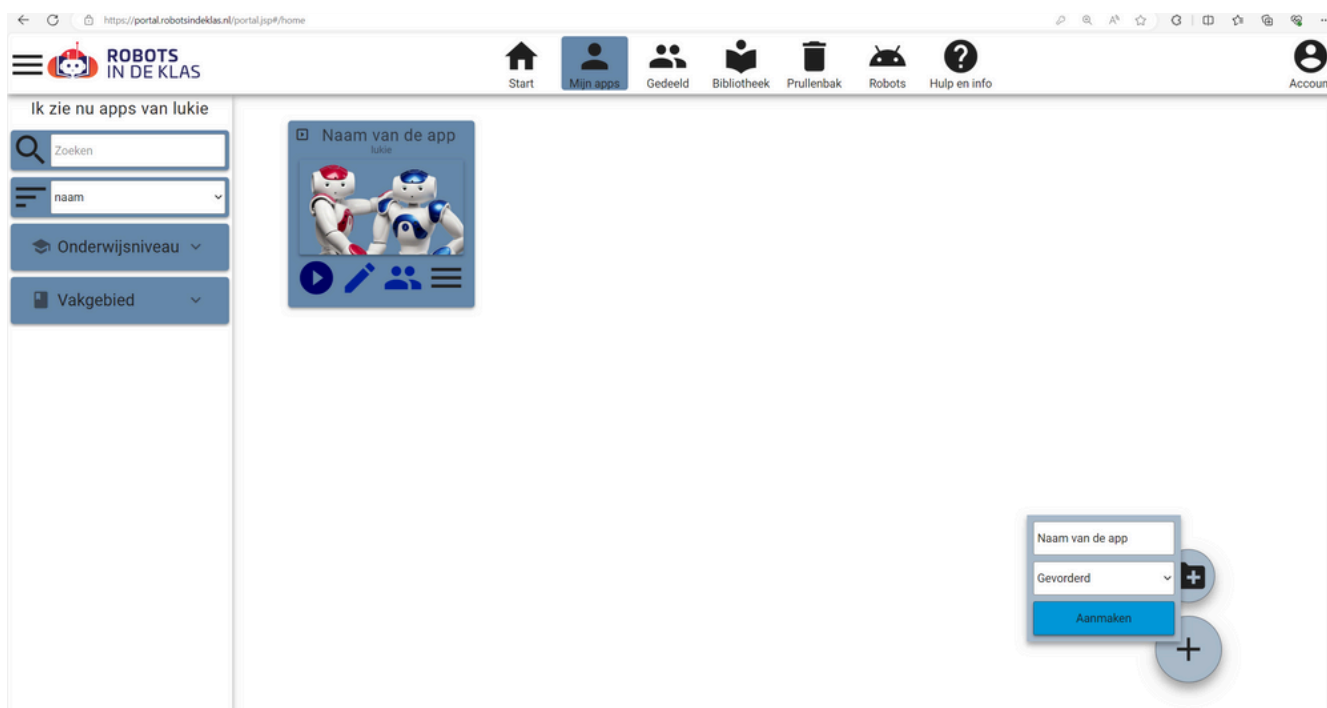 https://portal.robotsindeklas.nl/portal.jsp#/home
ROBOTS
IN DE KLAS
Start
Mijn apps
Gedeeld
Bibliotheek
Prullenbak
Robots
Hulp en info
Accoun
Ik zie nu apps van lukie
Zoeken
naam
Onderwijsniveau
Vakgebied
Naam van de app
lukie
Naam van de app
Gevorderd
Aanmaken